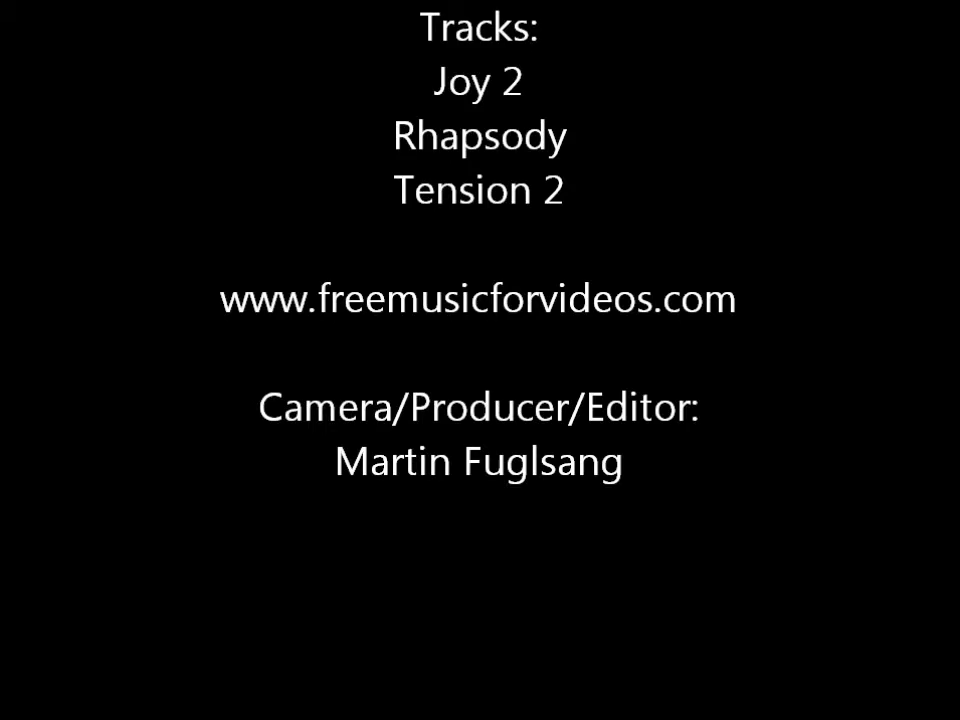 Tracks:
Joy 2
Rhapsody
Tension 2
www.freemusicforvideos.com
Camera/Producer/Editor:
Martin Fuglsang